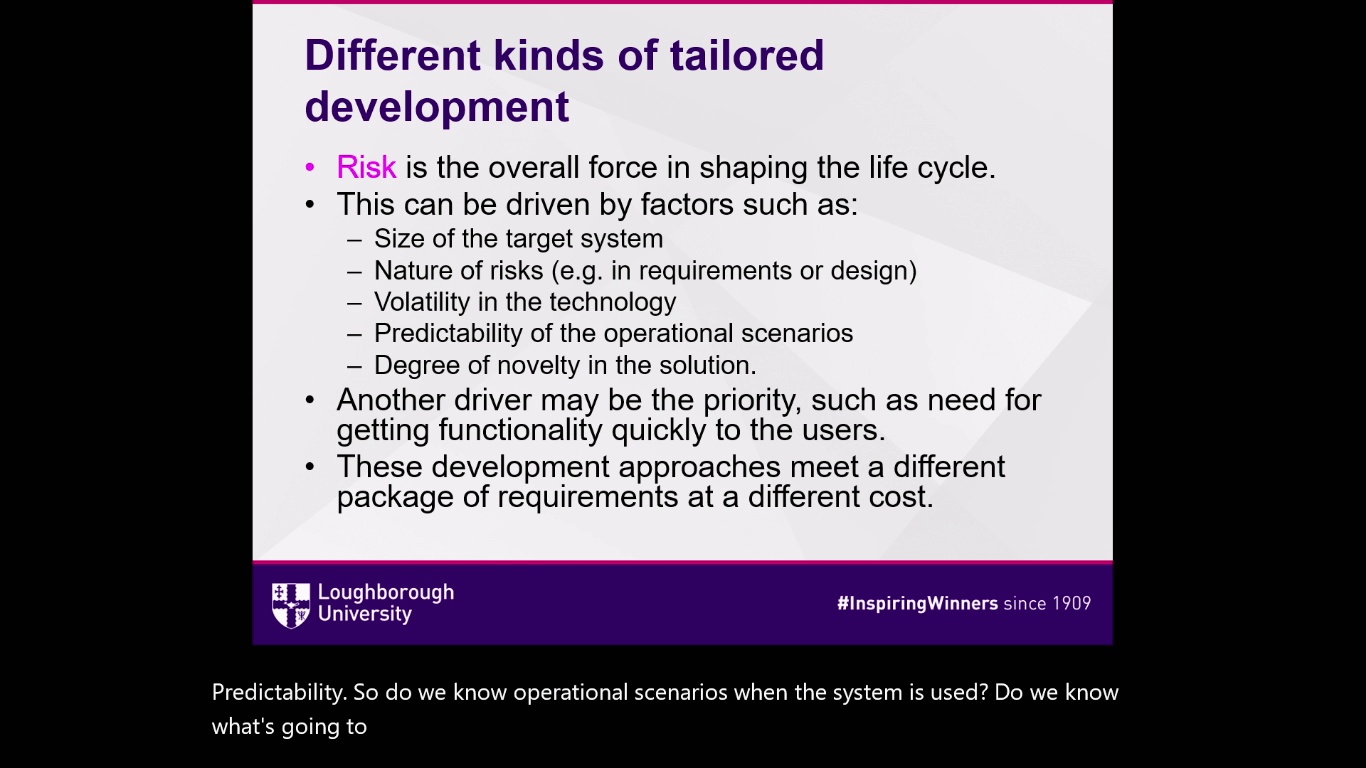 Different kinds of tailored
development
• Risk is the overall force in shaping the life cycle.
• This can be driven by factors such as:
– Size of the target system
– Nature of risks (e.g. in requirements or design)
– Volatility in the technology
– Predictability of the operational scenarios
– Degree of novelty in the solution.
• Another driver may be the priority, such as need for
getting functionality quickly to the users.
• These development approaches meet a different
package of requirements at a different cost.
Loughborough
University
#InspiringWinners since 1909
Predictability. So do we know operational scenarios when the system is used? Do we know
what's going to